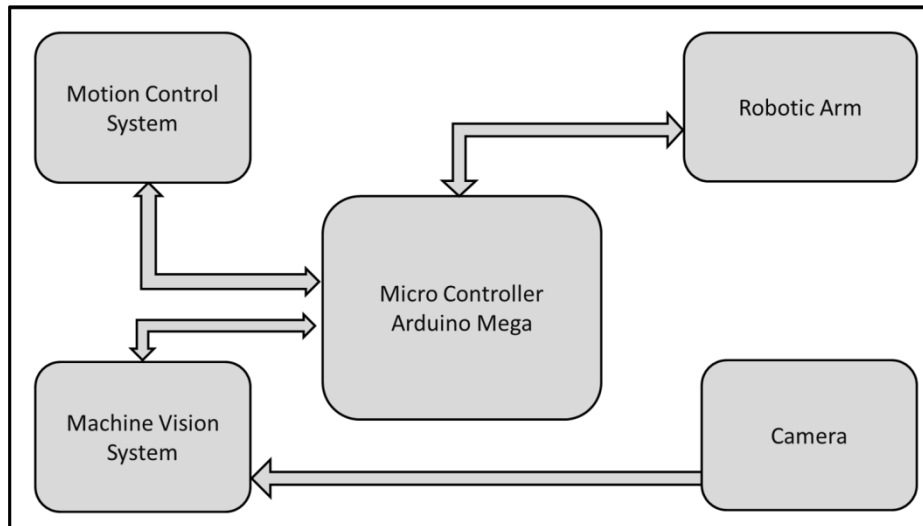 Motion Control
System
Robotic Arm
Micro Controller
Arduino Mega
Machine Vision
System
Camera